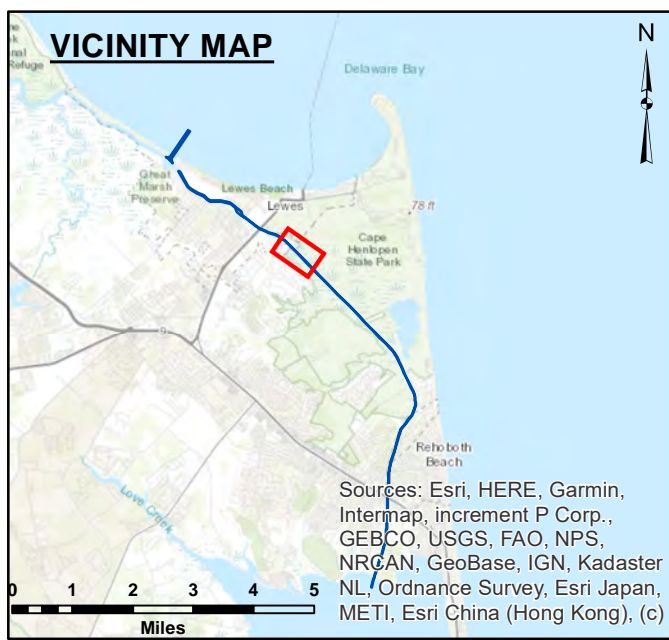 VICINITY MAP
N
Refuge
Delaware Bay
Great
Marsh
Preserve
Lewes Beach
Lewes
78 ft
Cape
Henlopen
State Park
9
Rehoboth
Beach
Love Creek
Sources: Esri, HERE, Garmin,
Intermap, increment P Corp.,
GEBCO, USGS, FAO, NPS,
NRCAN, GeoBase, IGN, Kadaster
NL, Ordnance Survey, Esri Japan,
METI, Esri China (Hong Kong), (c)
0 1 2 3 4 5
Miles